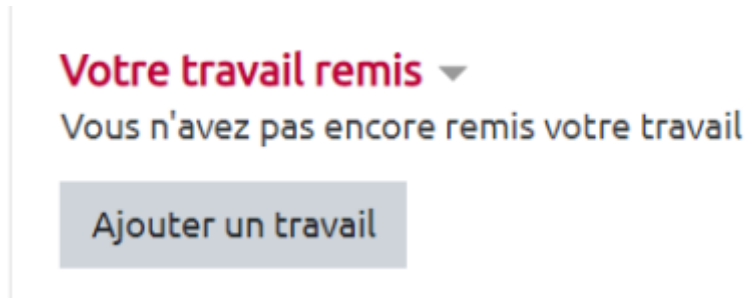 Votre travail remis
Vous n'avez pas encore remis votre travail
Ajouter un travail